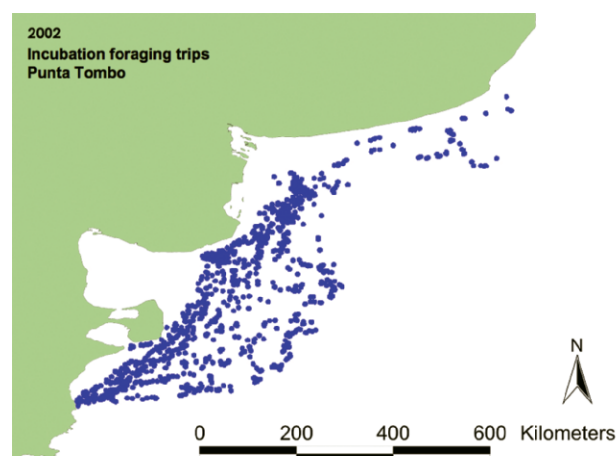 2002
Incubation foraging trips
Punta Tombo
N
0 200 400 600 Kilometers